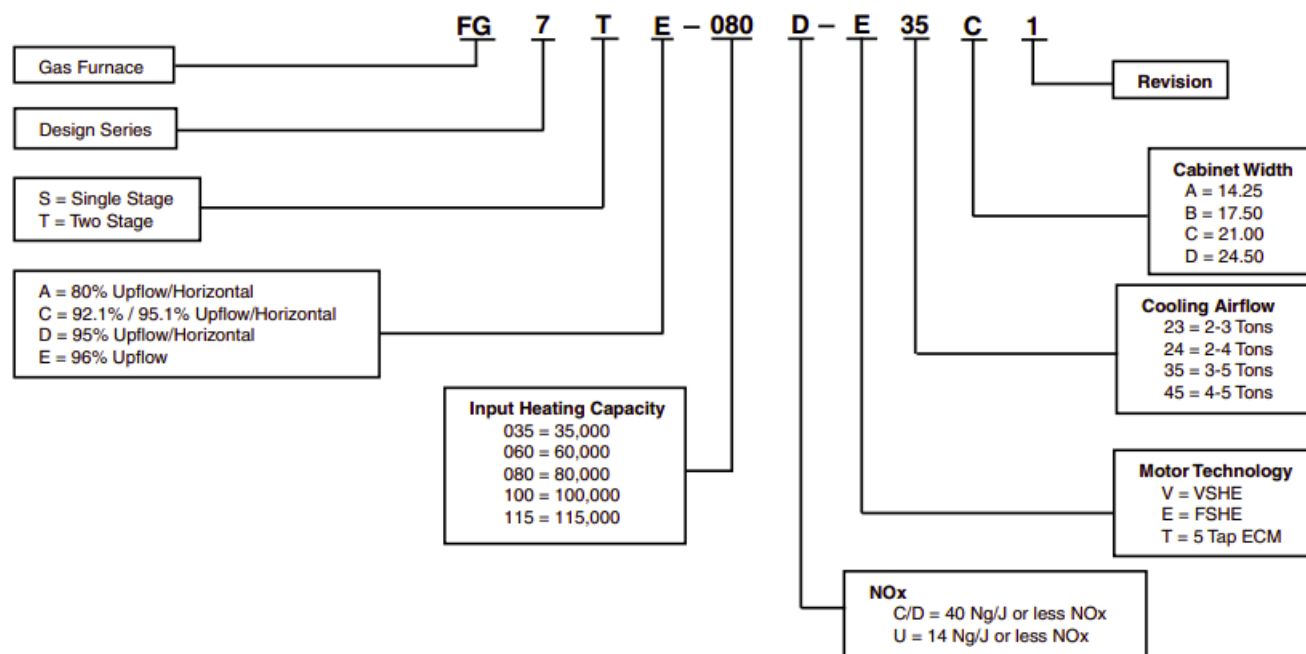 FG 7 T E – 080 D – E 35 C 1
Gas Furnace
Revision
Design Series
S = Single Stage
T = Two Stage
Cabinet Width
A = 14.25
B = 17.50
C = 21.00
D = 24.50
A = 80% Upflow/Horizontal
C = 92.1% / 95.1% Upflow/Horizontal
D = 95% Upflow/Horizontal
E = 96% Upflow
Cooling Airflow
23 = 2-3 Tons
24 = 2-4 Tons
35 = 3-5 Tons
45 = 4-5 Tons
Input Heating Capacity
035 = 35,000
060 = 60,000
080 = 80,000
100 = 100,000
115 = 115,000
Motor Technology
V = VSHE
E = FSHE
T = 5 Tap ECM
NOx
C/D = 40 Ng/J or less NOx
U = 14 Ng/J or less NOx